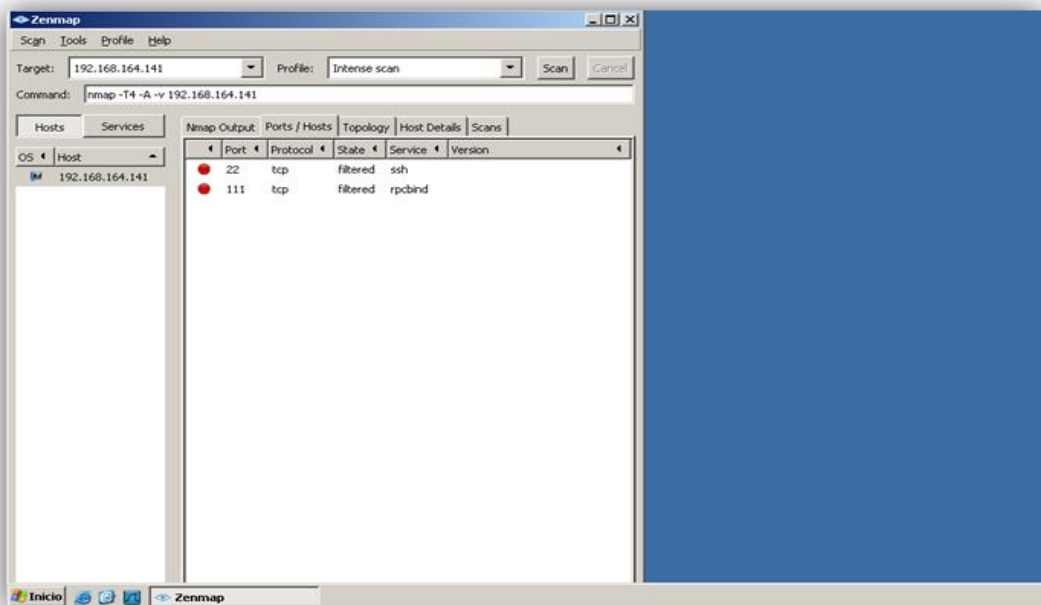 Zenmap
Scan Tools Profile Help
Target: 192.168.164.141 Profile: Intense scan Scan Cancel
Command: nmap -T4 -A -v 192.168.164.141
Hosts Services Nmap Output Ports / Hosts Topology Host Details Scans
OS Host Port Protocol State Service Version
192.168.164.141 22 tcp filtered ssh
111 tcp filtered rpcbind
Inicio Zenmap